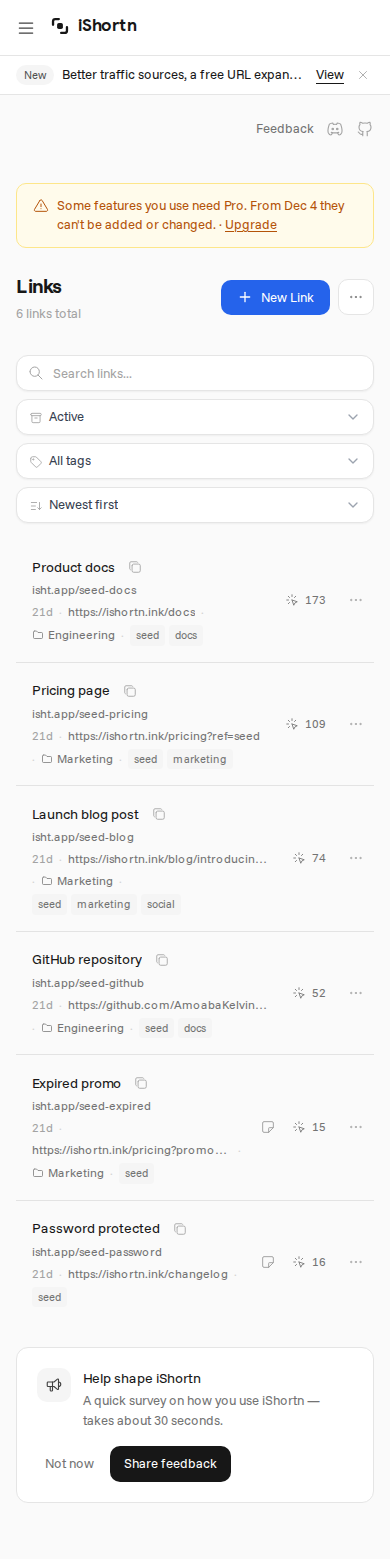 iShortn
New Better traffic sources, a free URL expan... View
Feedback
Some features you use need Pro. From Dec 4 they
can't be added or changed. · Upgrade
Links
6 links total
New Link
Search links...
Active
All tags
Newest first
Product docs
isht.app/seed-docs
21d · https://ishortn.ink/docs ·
Engineering · seed docs
173
Pricing page
isht.app/seed-pricing
21d · https://ishortn.ink/pricing?ref=seed
· Marketing · seed marketing
109
Launch blog post
isht.app/seed-blog
21d · https://ishortn.ink/blog/introducin...
· Marketing ·
seed marketing social
74
GitHub repository
isht.app/seed-github
21d · https://github.com/AmoabaKelvin...
· Engineering · seed docs
52
Expired promo
isht.app/seed-expired
21d ·
https://ishortn.ink/pricing?promo... ·
Marketing · seed
15
Password protected
isht.app/seed-password
21d · https://ishortn.ink/changelog ·
seed
16
Help shape iShortn
A quick survey on how you use iShortn —
takes about 30 seconds.
Not now Share feedback